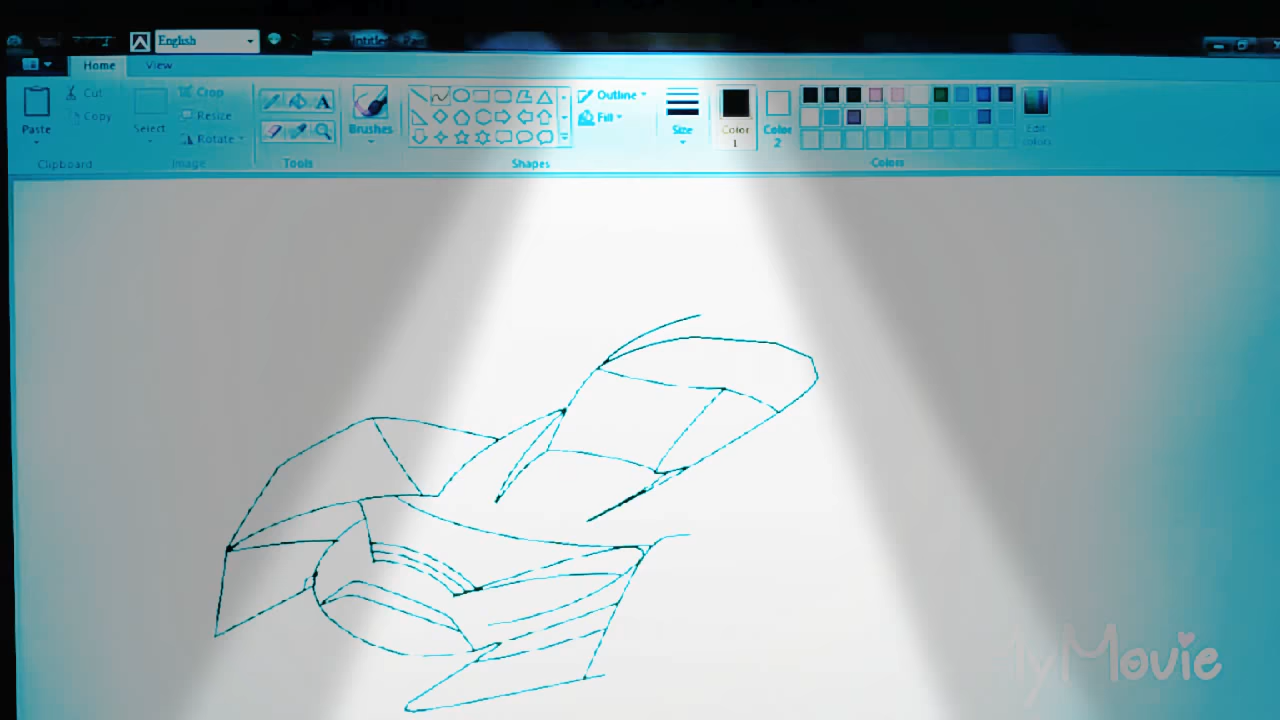 English
Home View
Paste
Cut
Copy
Clipboard
Select
Crop
Resize
Rotate
Image
A
Tools
Brushes
Shapes
Outline
Fill
Size
Color 1
Color 2
Edit colors
Colors
MyMovie